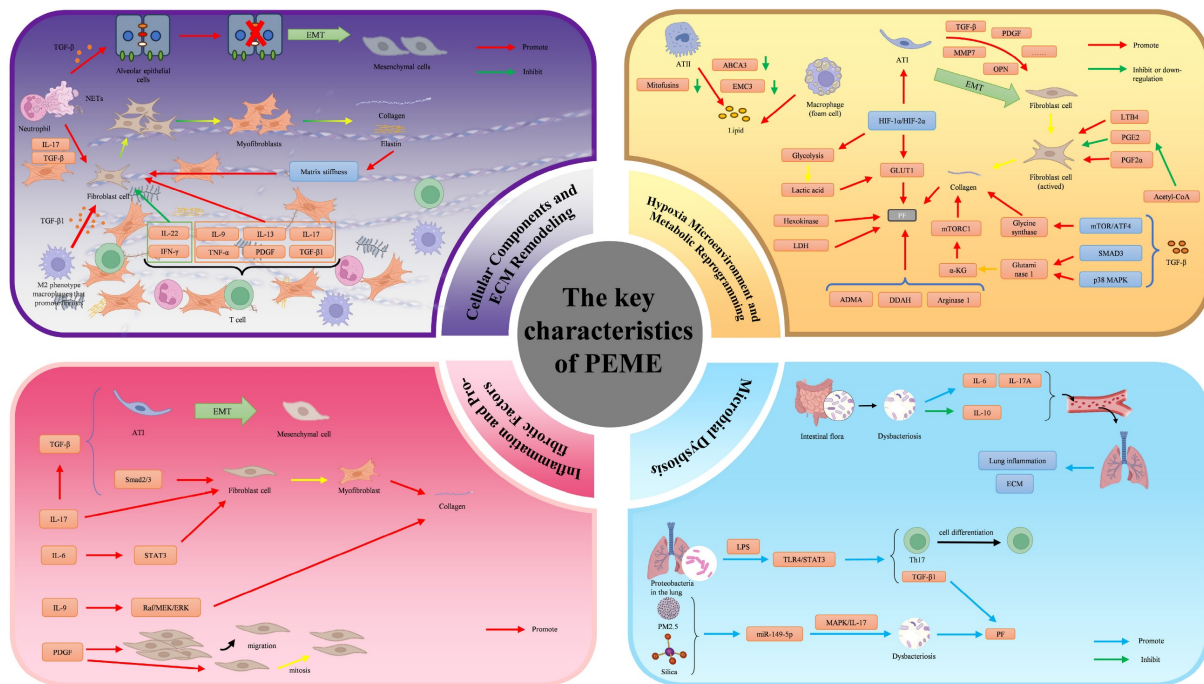 TGF-β
EMT
Alveolar epithelial
cells
Mesenchymal cells
Promote
Inhibit
NETs
Neutrophil
IL-17
TGF-β
Myofibroblasts
Collagen
Elastin
Matrix stiffness
Fibroblast cell
TGF-β1
IL-22
IL-9
IL-13
IL-17
IFN-γ
TNF-α
PDGF
TGF-β1
M2 phenotype
macrophages that
promote fibrosis
T cell
Cellular Components and
ECM Remodeling
ATII
ABCA3
Mitofusins
EMC3
Lipid
Macrophage
(foam cell)
ATI
TGF-β
PDGF
MMP7
......
OPN
EMT
Promote
Inhibit or down-
regulation
Fibroblast cell
HIF-1α/HIF-2α
LTB4
PGE2
PGF2α
Fibroblast cell
(actived)
Acetyl-CoA
Glycolysis
GLUT1
Lactic acid
Collagen
Hexokinase
PF
LDH
mTORC1
Glycine
synthase
mTOR/ATF4
SMAD3
p38 MAPK
TGF-β
α-KG
Glutami
nase 1
ADMA
DDAH
Arginase 1
Hypoxia Microenvironment and
Metabolic Reprogramming
The key
characteristics
of PEME
Inflammation and Pro-
fibrotic Factors
Microbial Dysbiosis
ATI
EMT
Mesenchymal cell
TGF-β
Smad2/3
Fibroblast cell
Myofibroblast
Collagen
IL-17
IL-6
STAT3
IL-9
Raf/MEK/ERK
Promote
PDGF
migration
mitosis
Intestinal flora
Dysbacteriosis
IL-6
IL-17A
IL-10
Lung inflammation
ECM
Proteobacteria
in the lung
LPS
TLR4/STAT3
Th17
cell differentiation
TGF-β1
PM2.5
Silica
miR-149-5p
MAPK/IL-17
Dysbacteriosis
PF
Promote
Inhibit